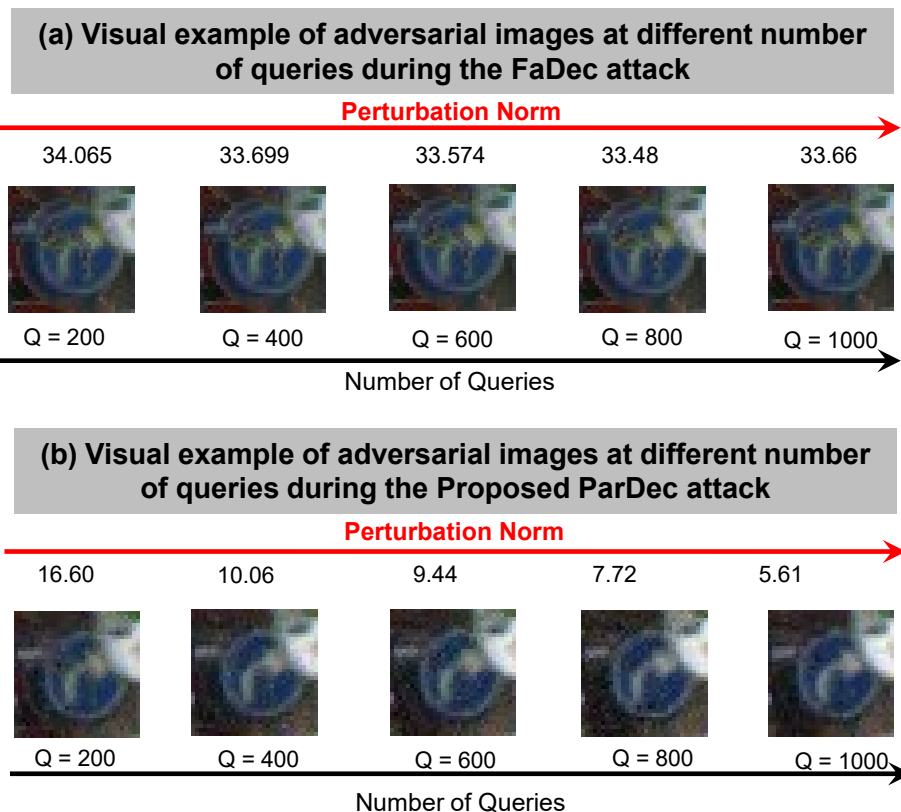 (a) Visual example of adversarial images at different number
of queries during the FaDec attack
Perturbation Norm
34.065 33.699 33.574 33.48 33.66
Q = 200 Q = 400 Q = 600 Q = 800 Q = 1000
Number of Queries
(b) Visual example of adversarial images at different number
of queries during the Proposed ParDec attack
Perturbation Norm
16.60 10.06 9.44 7.72 5.61
Q = 200 Q = 400 Q = 600 Q = 800 Q = 1000
Number of Queries